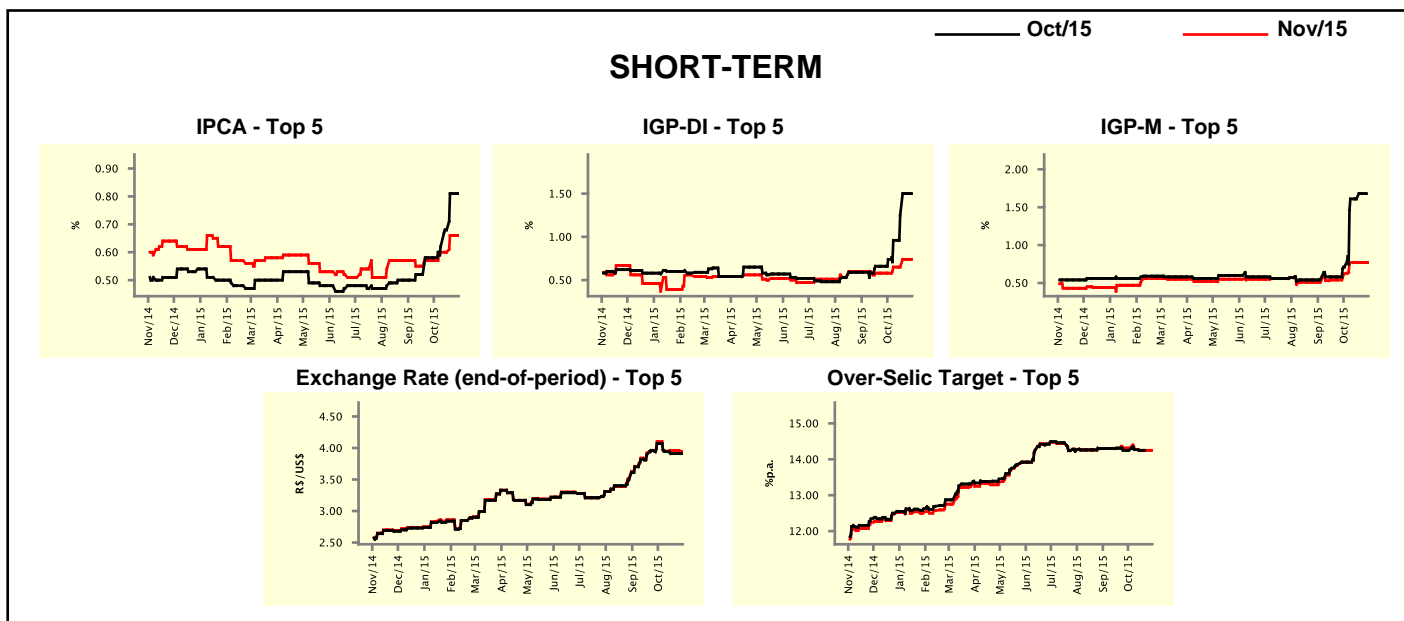 Oct/15 Nov/15
SHORT-TERM
IPCA - Top 5
%
0.90
0.80
0.70
0.60
0.50
Nov/14 Dec/14 Jan/15 Feb/15 Mar/15 Apr/15 May/15 Jun/15 Jul/15 Aug/15 Sep/15 Oct/15
IGP-DI - Top 5
%
1.50
1.00
0.50
Nov/14 Dec/14 Jan/15 Feb/15 Mar/15 Apr/15 May/15 Jun/15 Jul/15 Aug/15 Sep/15 Oct/15
IGP-M - Top 5
%
2.00
1.50
1.00
0.50
Nov/14 Dec/14 Jan/15 Feb/15 Mar/15 Apr/15 May/15 Jun/15 Jul/15 Aug/15 Sep/15 Oct/15
Exchange Rate (end-of-period) - Top 5
R$/US$
4.50
4.00
3.50
3.00
2.50
Nov/14 Dec/14 Jan/15 Feb/15 Mar/15 Apr/15 May/15 Jun/15 Jul/15 Aug/15 Sep/15 Oct/15
Over-Selic Target - Top 5
%p.a.
15.00
14.00
13.00
12.00
Nov/14 Dec/14 Jan/15 Feb/15 Mar/15 Apr/15 May/15 Jun/15 Jul/15 Aug/15 Sep/15 Oct/15